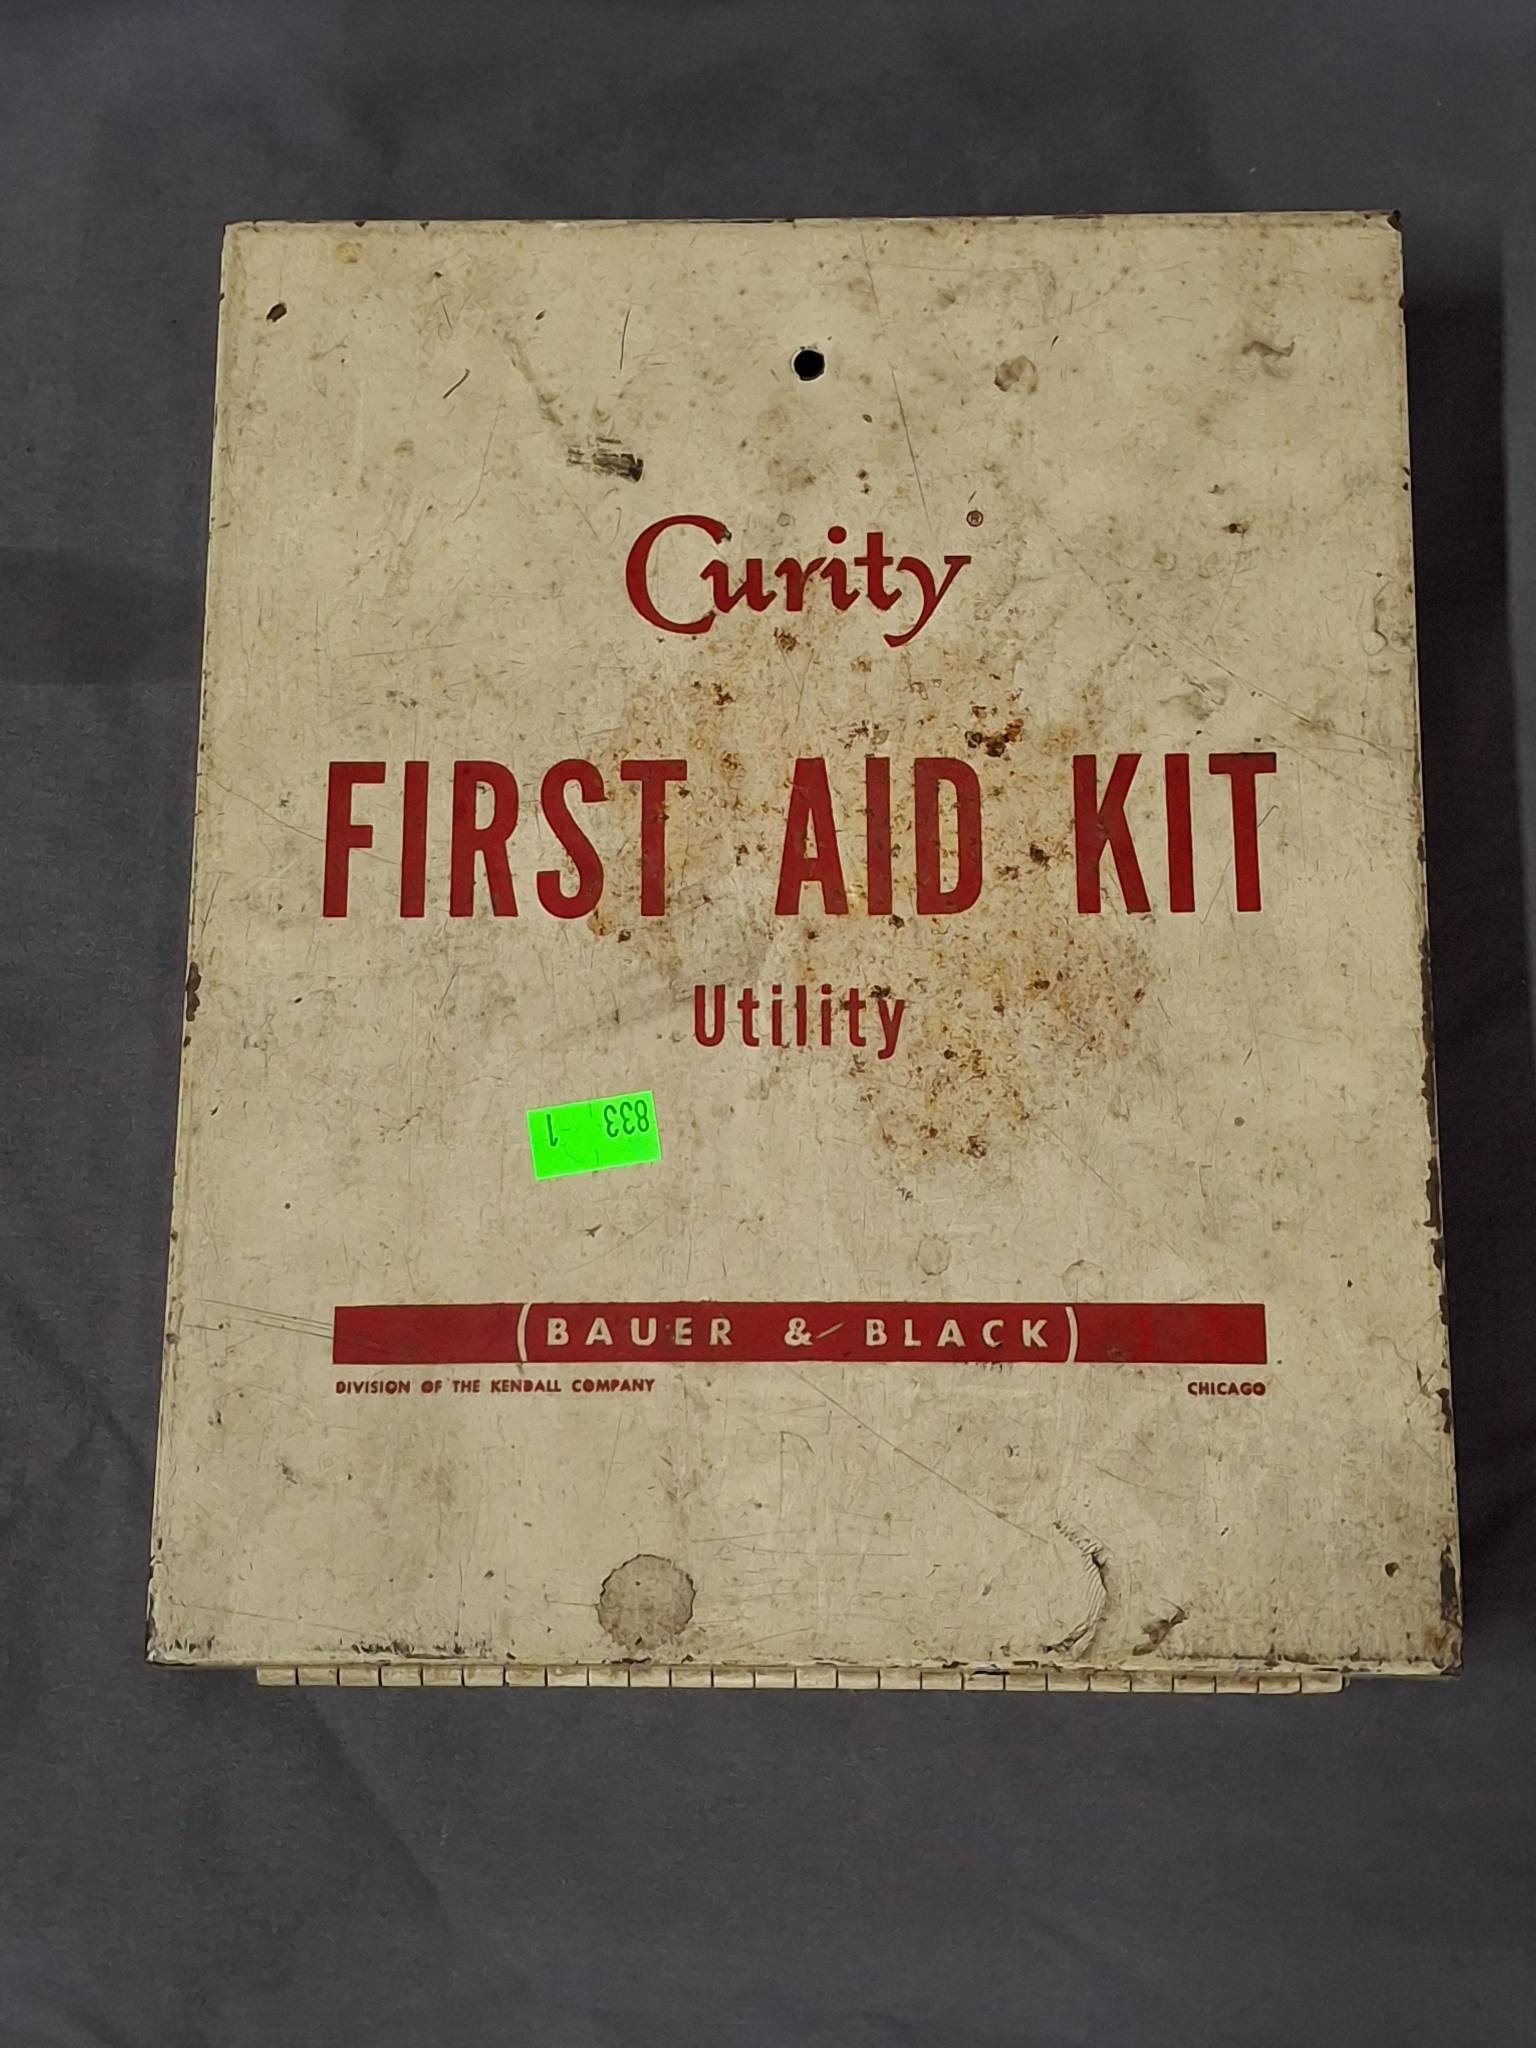 Curity®
FIRST AID KIT
Utility
833 1
BAUER & BLACK
DIVISION OF THE KENDALL COMPANY CHICAGO